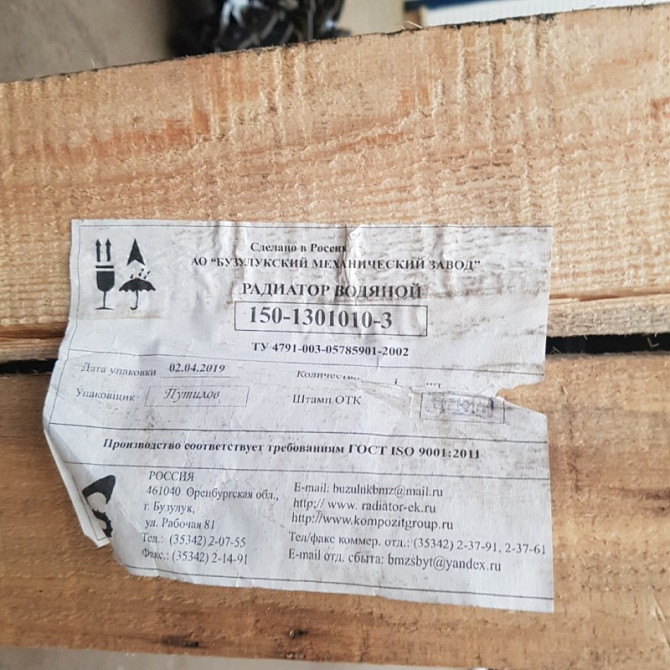 Сделано в России
АО "БУЗУЛУКСКИЙ МЕХАНИЧЕСКИЙ ЗАВОД"
РАДИАТОР ВОДЯНОЙ
150-1301010-3
ТУ 4791-003-05785901-2002
Дата упаковки 02.04.2019
Количество 1 шт
Упаковщик Путилов
Штамп ОТК
Производство соответствует требованиям ГОСТ ISO 9001:2011
РОССИЯ
461040 Оренбургская обл.,
г. Бузулук,
ул. Рабочая 81
Тел.: (35342) 2-07-55
Факс.: (35342) 2-14-91
E-mail: buzulukbmz@mail.ru
http:// www. radiator-ek.ru
http://www.kompozitgroup.ru
Тел/факс коммер. отд.: (35342) 2-37-91, 2-37-61
E-mail отд. сбыта: bmzsbyt@yandex.ru